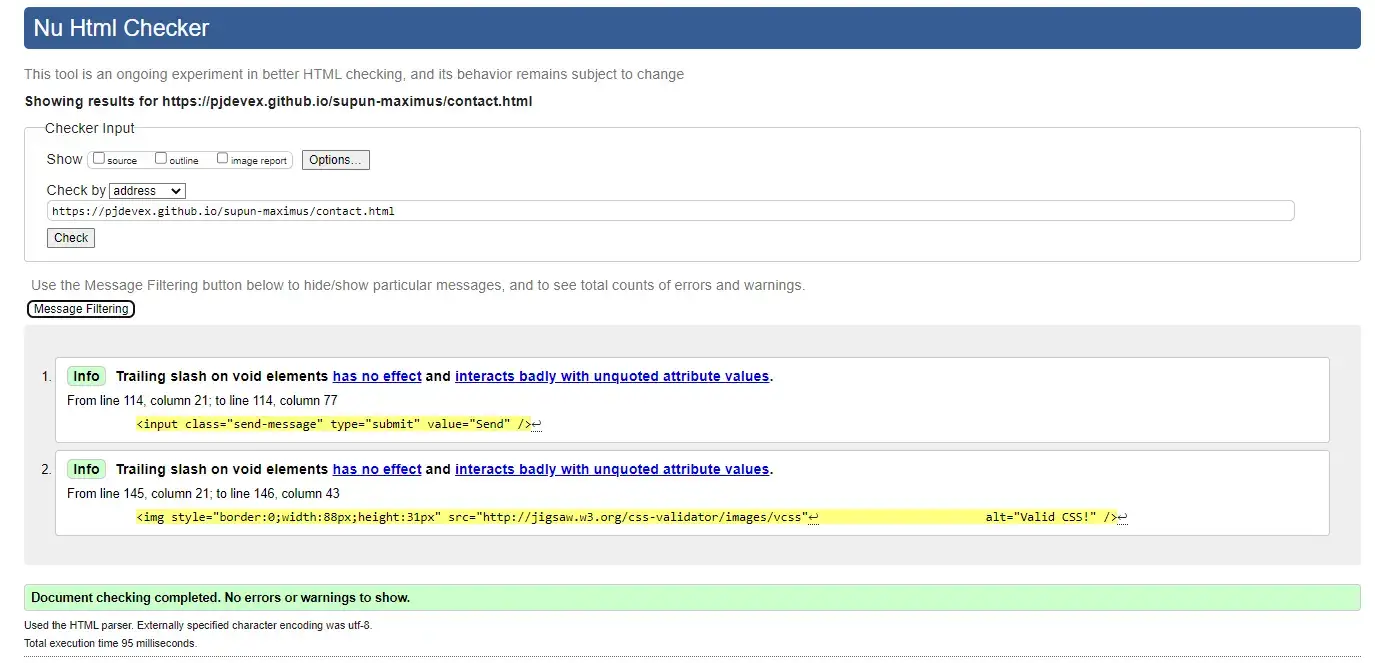 Nu Html Checker
This tool is an ongoing experiment in better HTML checking, and its behavior remains subject to change
Showing results for https://pjdevex.github.io/supun-maximus/contact.html
Checker Input
Show source outline image report Options...
Check by address
https://pjdevex.github.io/supun-maximus/contact.html
Check
Use the Message Filtering button below to hide/show particular messages, and to see total counts of errors and warnings.
Message Filtering
1. Info Trailing slash on void elements has no effect and interacts badly with unquoted attribute values.
From line 114, column 21; to line 114, column 77
<input class="send-message" type="submit" value="Send" />↩
2. Info Trailing slash on void elements has no effect and interacts badly with unquoted attribute values.
From line 145, column 21; to line 146, column 43
<img style="border:0;width:88px;height:31px" src="http://jigsaw.w3.org/css-validator/images/vcss"↩ alt="Valid CSS!" />↩
Document checking completed. No errors or warnings to show.
Used the HTML parser. Externally specified character encoding was utf-8.
Total execution time 95 milliseconds.